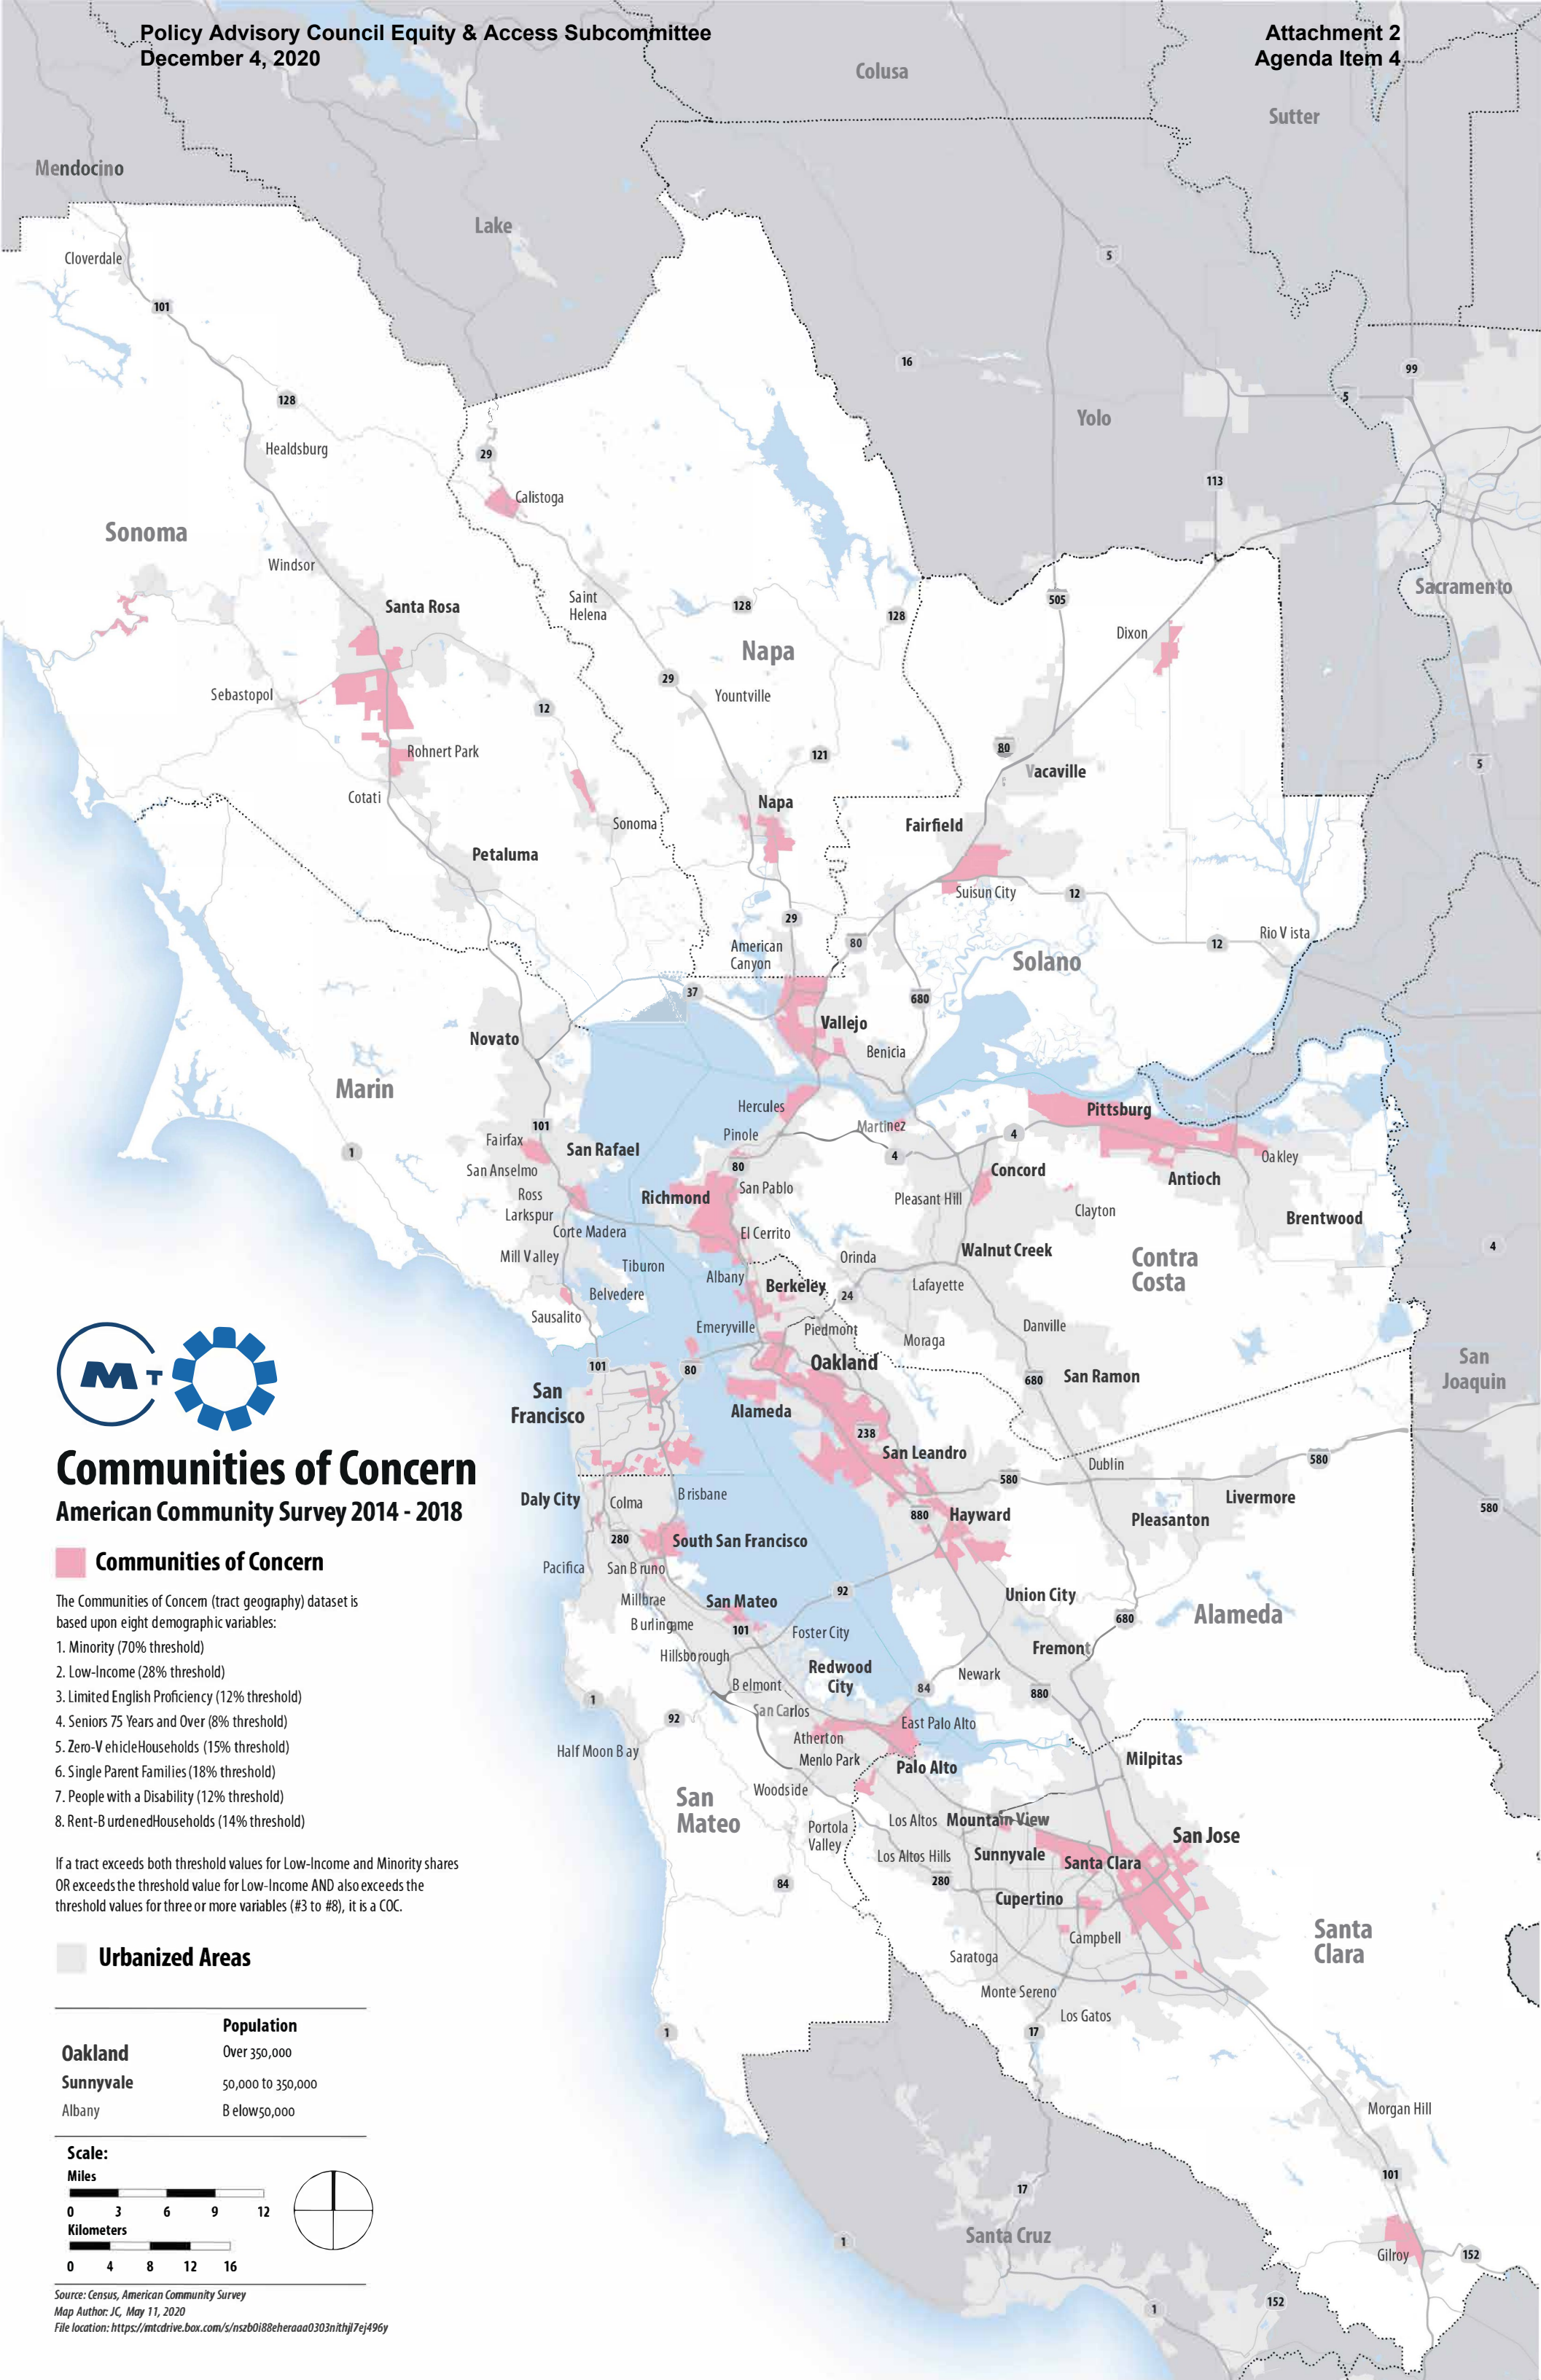 Policy Advisory Council Equity & Access Subcommittee
December 4, 2020
Attachment 2
Agenda Item 4
Colusa
Sutter
Mendocino
Lake
Cloverdale
5
101
16
99
128
5
Yolo
Healdsburg
29
113
Calistoga
Sonoma
Windsor
Sacramento
Santa Rosa
Saint
Helena
128
128
505
Dixon
Napa
Sebastopol
29
Yountville
12
Rohnert Park
121
80
Vacaville
5
Cotati
Napa
Sonoma
Fairfield
Petaluma
Suisun City
12
29
American
Canyon
80
Rio V ista
12
Solano
37
680
Vallejo
Novato
Benicia
Marin
Hercules
Pittsburg
101
Pinole
Martinez
4
Fairfax
San Rafael
1
4
Oakley
80
San Anselmo
Concord
Antioch
Ross
Richmond
San Pablo
Pleasant Hill
Larkspur
Clayton
Brentwood
Corte Madera
El Cerrito
4
Mill V alley
Orinda
Walnut Creek
Contra
Costa
Tiburon
Albany
Berkeley
24
Lafayette
Belvedere
Sausalito
Emeryville
Piedmont
Moraga
Danville
M T
101
80
Oakland
680
San Ramon
San
Joaquin
San
Francisco
Alameda
238
San Leandro
Dublin
580
580
Communities of Concern
American Community Survey 2014 - 2018
Daly City
Colma
B risbane
880
Hayward
Livermore
Pleasanton
580
280
South San Francisco
Communities of Concern
Pacifica
San B runo
92
Union City
Millbrae
San Mateo
Alameda
B urlingame
101
Foster City
680
Hillsborough
Fremont
Redwood
City
Newark
B elmont
84
880
1
92
San Carlos
East Palo Alto
Atherton
Half Moon B ay
Menlo Park
Palo Alto
Milpitas
Woodside
San
Mateo
Portola
Valley
Los Altos
Mountain View
San Jose
Los Altos Hills
Sunnyvale
Santa Clara
84
280
Cupertino
Campbell
Santa
Clara
Saratoga
Monte Sereno
Los Gatos
1
17
Morgan Hill
101
17
1
Santa Cruz
Gilroy
152
152
1
The Communities of Concern (tract geography) dataset is
based upon eight demographic variables:
1. Minority (70% threshold)
2. Low-Income (28% threshold)
3. Limited English Proficiency (12% threshold)
4. Seniors 75 Years and Over (8% threshold)
5. Zero-V ehicleHouseholds (15% threshold)
6. Single Parent Families (18% threshold)
7. People with a Disability (12% threshold)
8. Rent-B urdenedHouseholds (14% threshold)
If a tract exceeds both threshold values for Low-Income and Minority shares
OR exceeds the threshold value for Low-Income AND also exceeds the
threshold values for three or more variables (#3 to #8), it is a COC.
Urbanized Areas
Population
Oakland Over 350,000
Sunnyvale 50,000 to 350,000
Albany B elow50,000
Scale:
Miles
0 3 6 9 12
Kilometers
0 4 8 12 16
Source: Census, American Community Survey
Map Author: JC, May 11, 2020